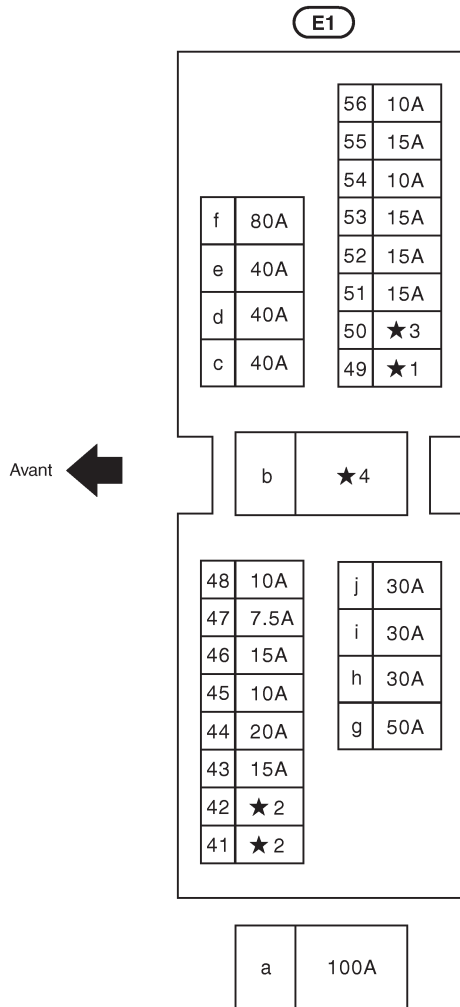 E1
56 10A
55 15A
54 10A
53 15A
52 15A
51 15A
50 ★3
49 ★1
f 80A
e 40A
d 40A
c 40A
Avant
b ★4
48 10A
47 7.5A
46 15A
45 10A
44 20A
43 15A
42 ★2
41 ★2
j 30A
i 30A
h 30A
g 50A
a 100A